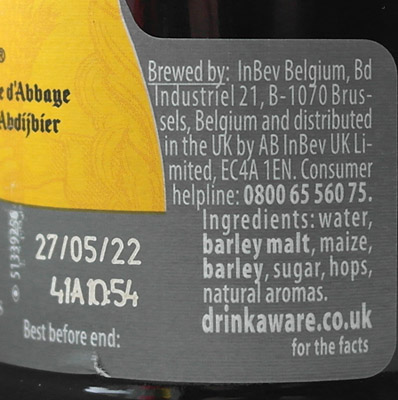 ®
e d'Abbaye
Abdijbier
Brewed by: InBev Belgium, Bd
Industriel 21, B-1070 Brus-
sels, Belgium and distributed
in the UK by AB InBev UK Li-
mited, EC4A 1EN. Consumer
helpline: 0800 65 560 75.
Ingredients: water,
barley malt, maize,
barley, sugar, hops,
natural aromas.
drinkaware.co.uk
for the facts
27/05/22
41A10:54
Best before end: